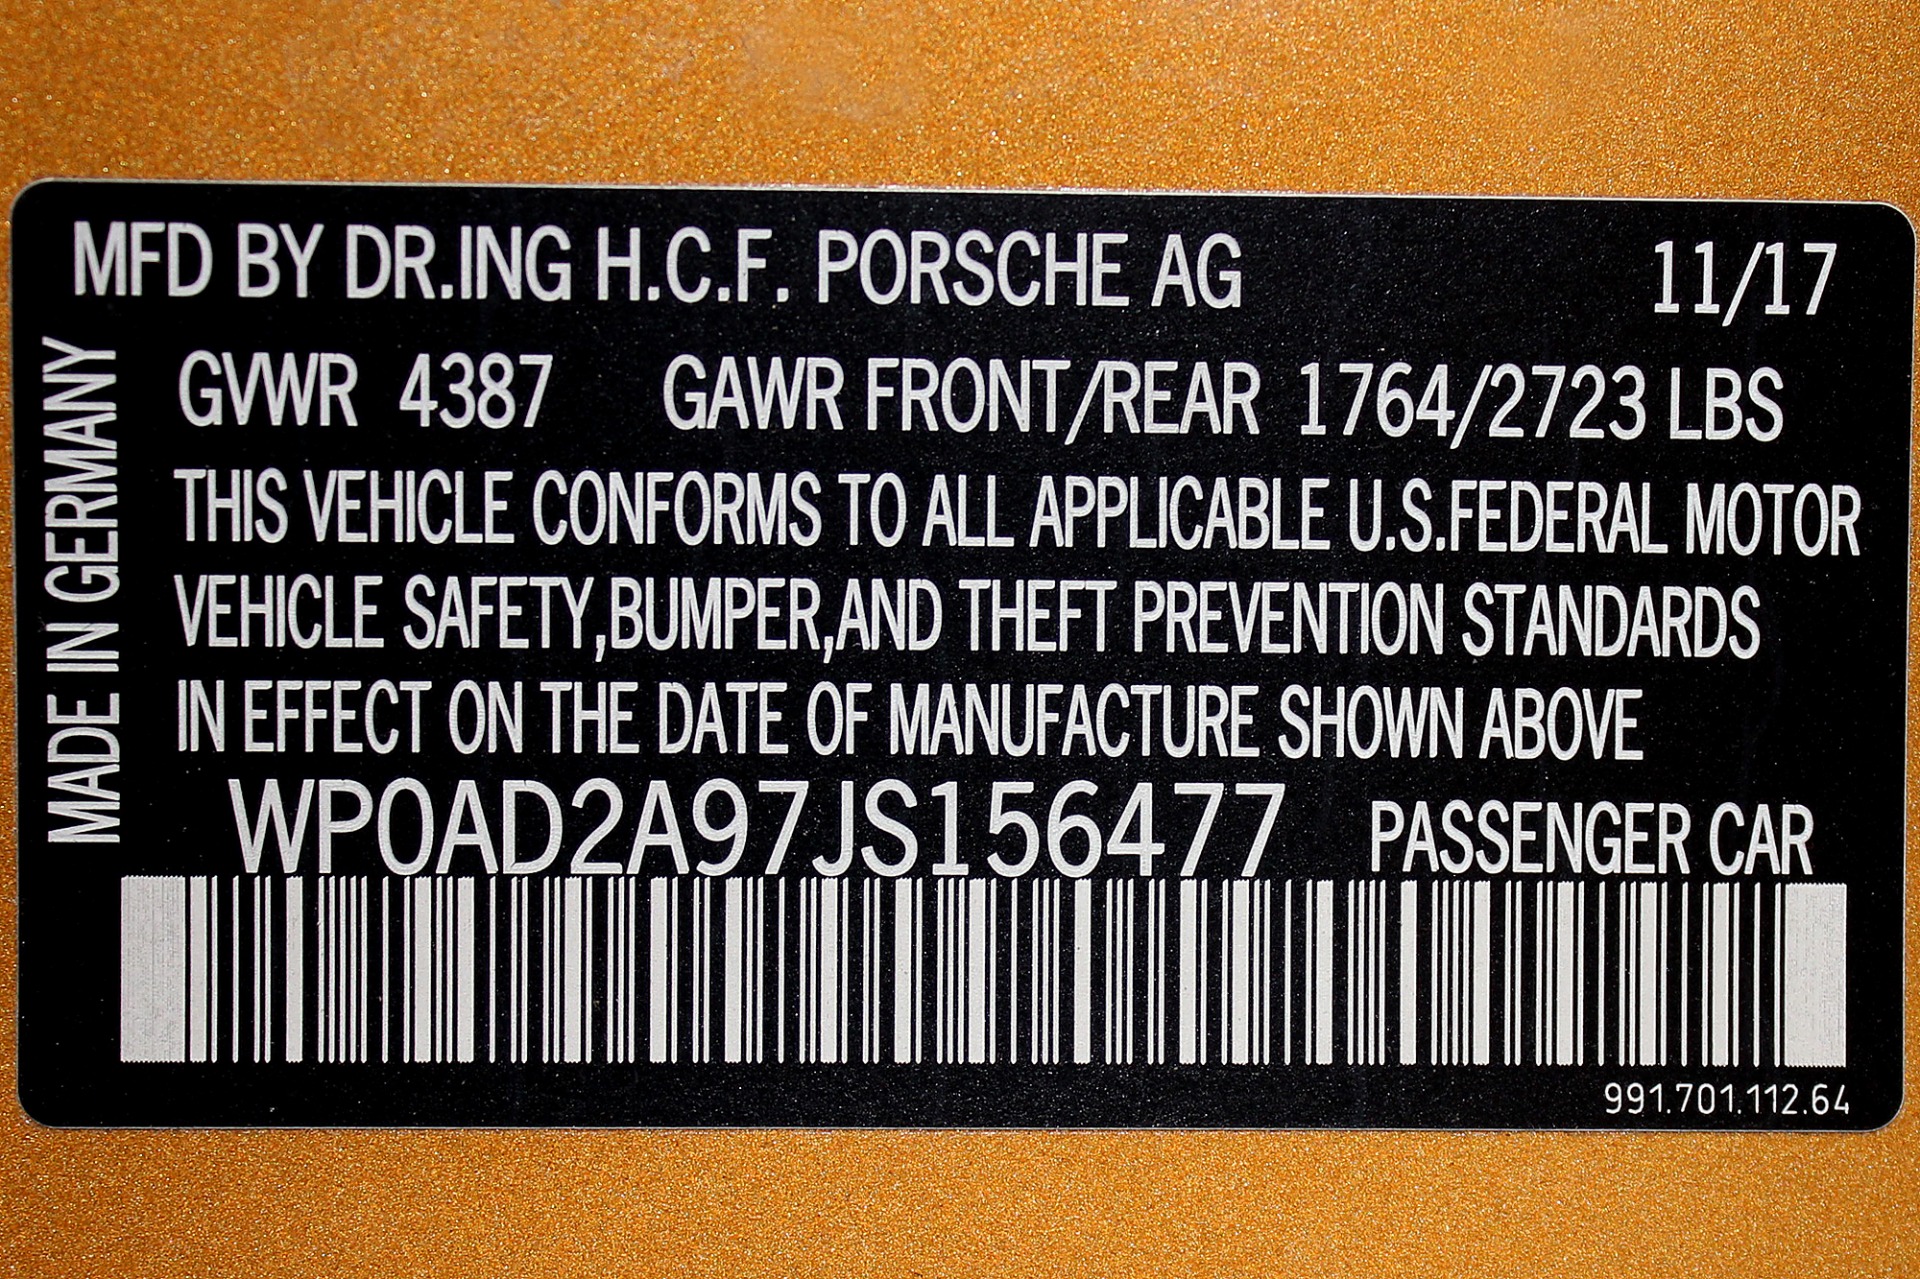 MFD BY DR.ING H.C.F. PORSCHE AG 11/17
GVWR 4387 GAWR FRONT/REAR 1764/2723 LBS
THIS VEHICLE CONFORMS TO ALL APPLICABLE U.S.FEDERAL MOTOR
VEHICLE SAFETY,BUMPER,AND THEFT PREVENTION STANDARDS
IN EFFECT ON THE DATE OF MANUFACTURE SHOWN ABOVE
WP0AD2A97JS156477 PASSENGER CAR
991.701.112.64
MADE IN GERMANY